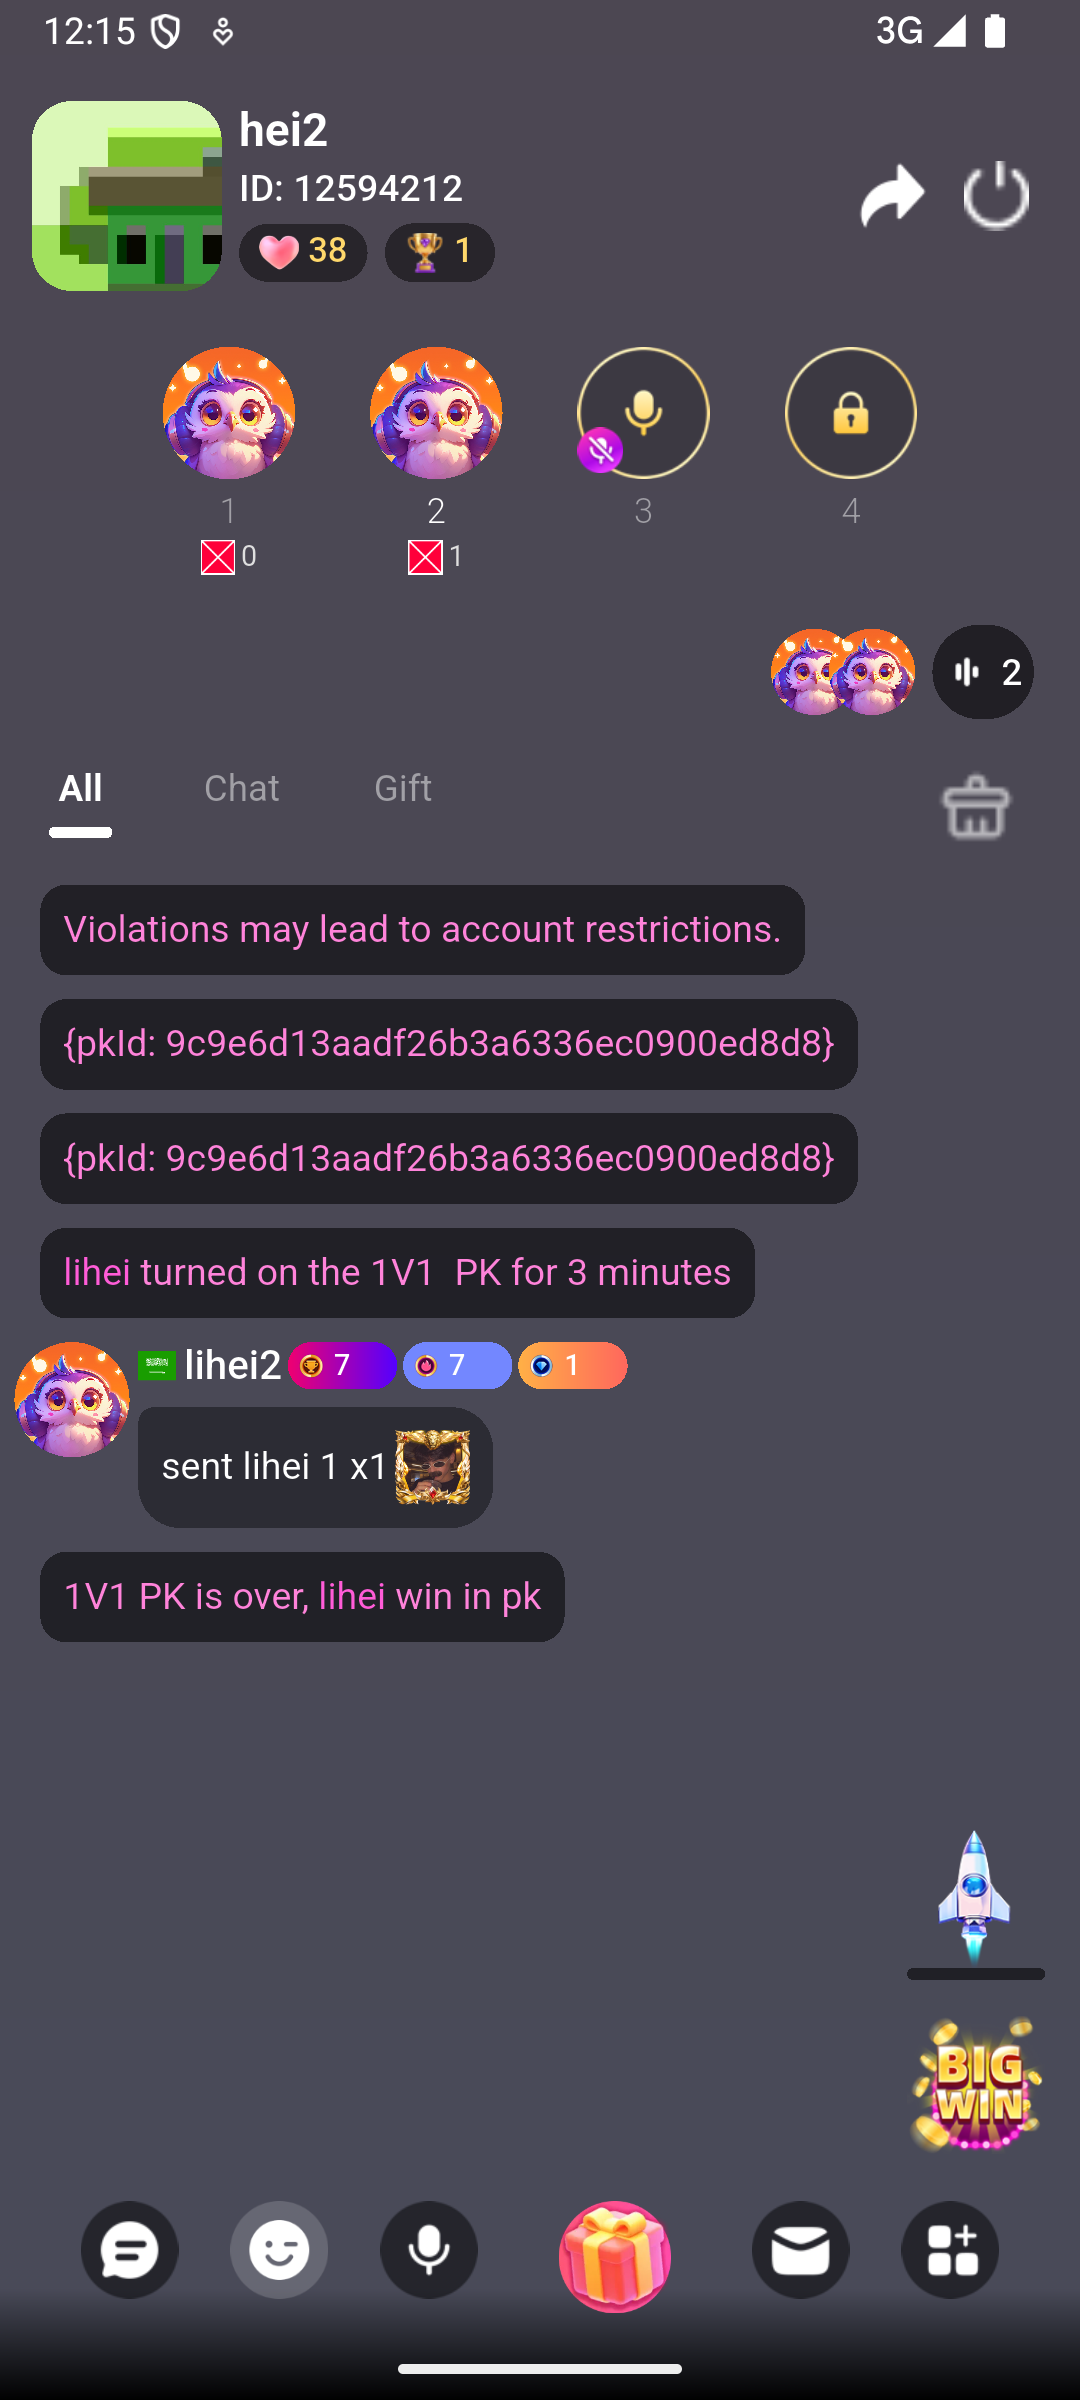 12:15
3G
hei2
ID: 12594212
38
1
1
2
3
4
0
1
2
All
Chat
Gift
Violations may lead to account restrictions.
{pkId: 9c9e6d13aadf26b3a6336ec0900ed8d8}
{pkId: 9c9e6d13aadf26b3a6336ec0900ed8d8}
lihei turned on the 1V1  PK for 3 minutes
lihei2
7
7
1
sent lihei 1 x1
1V1 PK is over, lihei win in pk
BIG
WIN